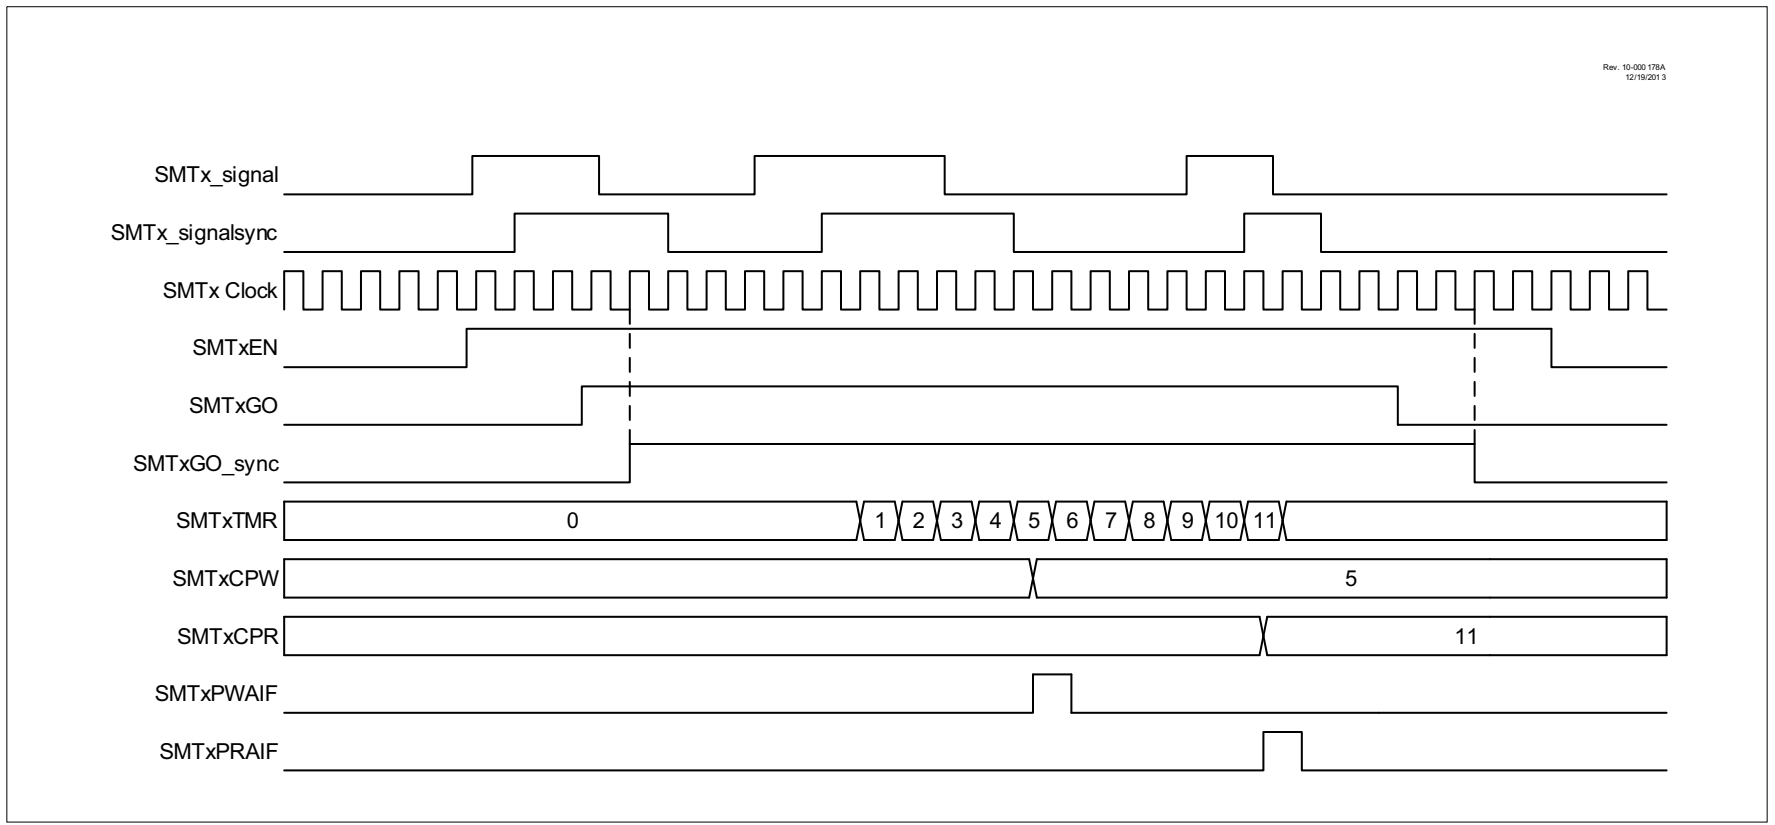 Rev. 10-000 178A
12/19/201 3
SMTx_signal
SMTx_signalsync
SMTx Clock
SMTxEN
SMTxGO
SMTxGO_sync
SMTxTMR 0 1 2 3 4 5 6 7 8 9 10 11
SMTxCPW 5
SMTxCPR 11
SMTxPWAIF
SMTxPRAIF